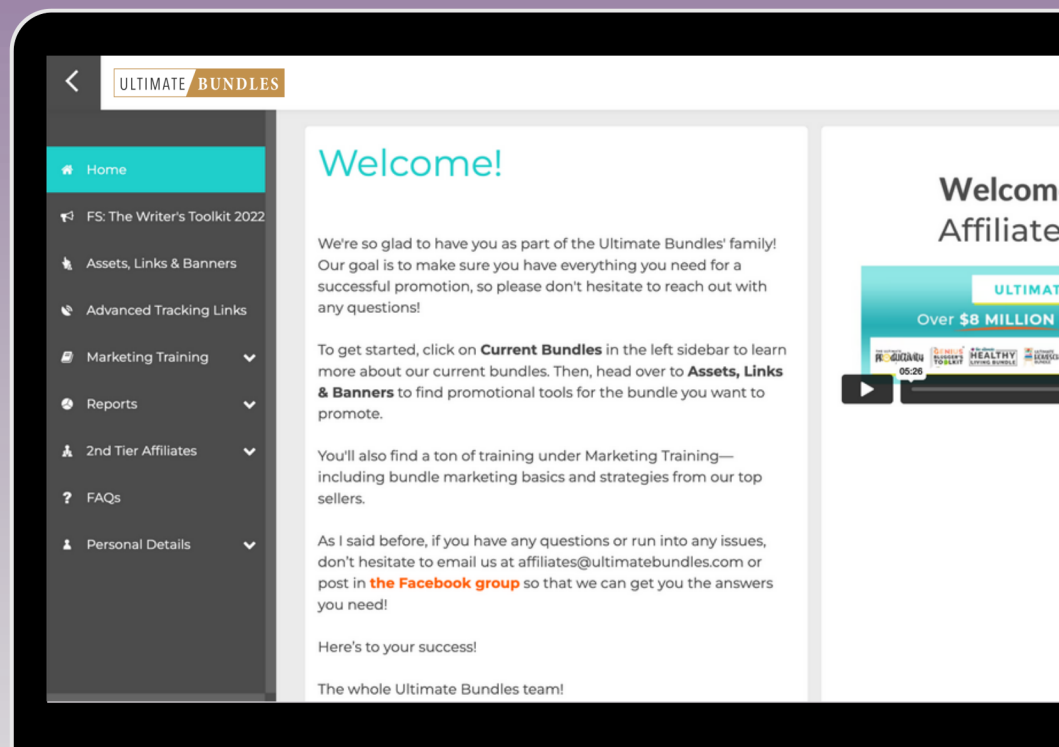 ULTIMATE BUNDLES
Home
FS: The Writer's Toolkit 2022
Assets, Links & Banners
Advanced Tracking Links
Marketing Training
Reports
2nd Tier Affiliates
FAQs
Personal Details
Welcome!
We're so glad to have you as part of the Ultimate Bundles' family!
Our goal is to make sure you have everything you need for a
successful promotion, so please don't hesitate to reach out with
any questions!
To get started, click on Current Bundles in the left sidebar to learn
more about our current bundles. Then, head over to Assets, Links
& Banners to find promotional tools for the bundle you want to
promote.
You'll also find a ton of training under Marketing Training—
including bundle marketing basics and strategies from our top
sellers.
As I said before, if you have any questions or run into any issues,
don’t hesitate to email us at affiliates@ultimatebundles.com or
post in the Facebook group so that we can get you the answers
you need!
Here’s to your success!
The whole Ultimate Bundles team!
Welcom
Affiliate
ULTIMAT
Over $8 MILLION
PRODUCTIVITY
GENIUS
BLOGGER'S
TOOLKIT
HEALTHY
LIVING BUNDLE
05:26